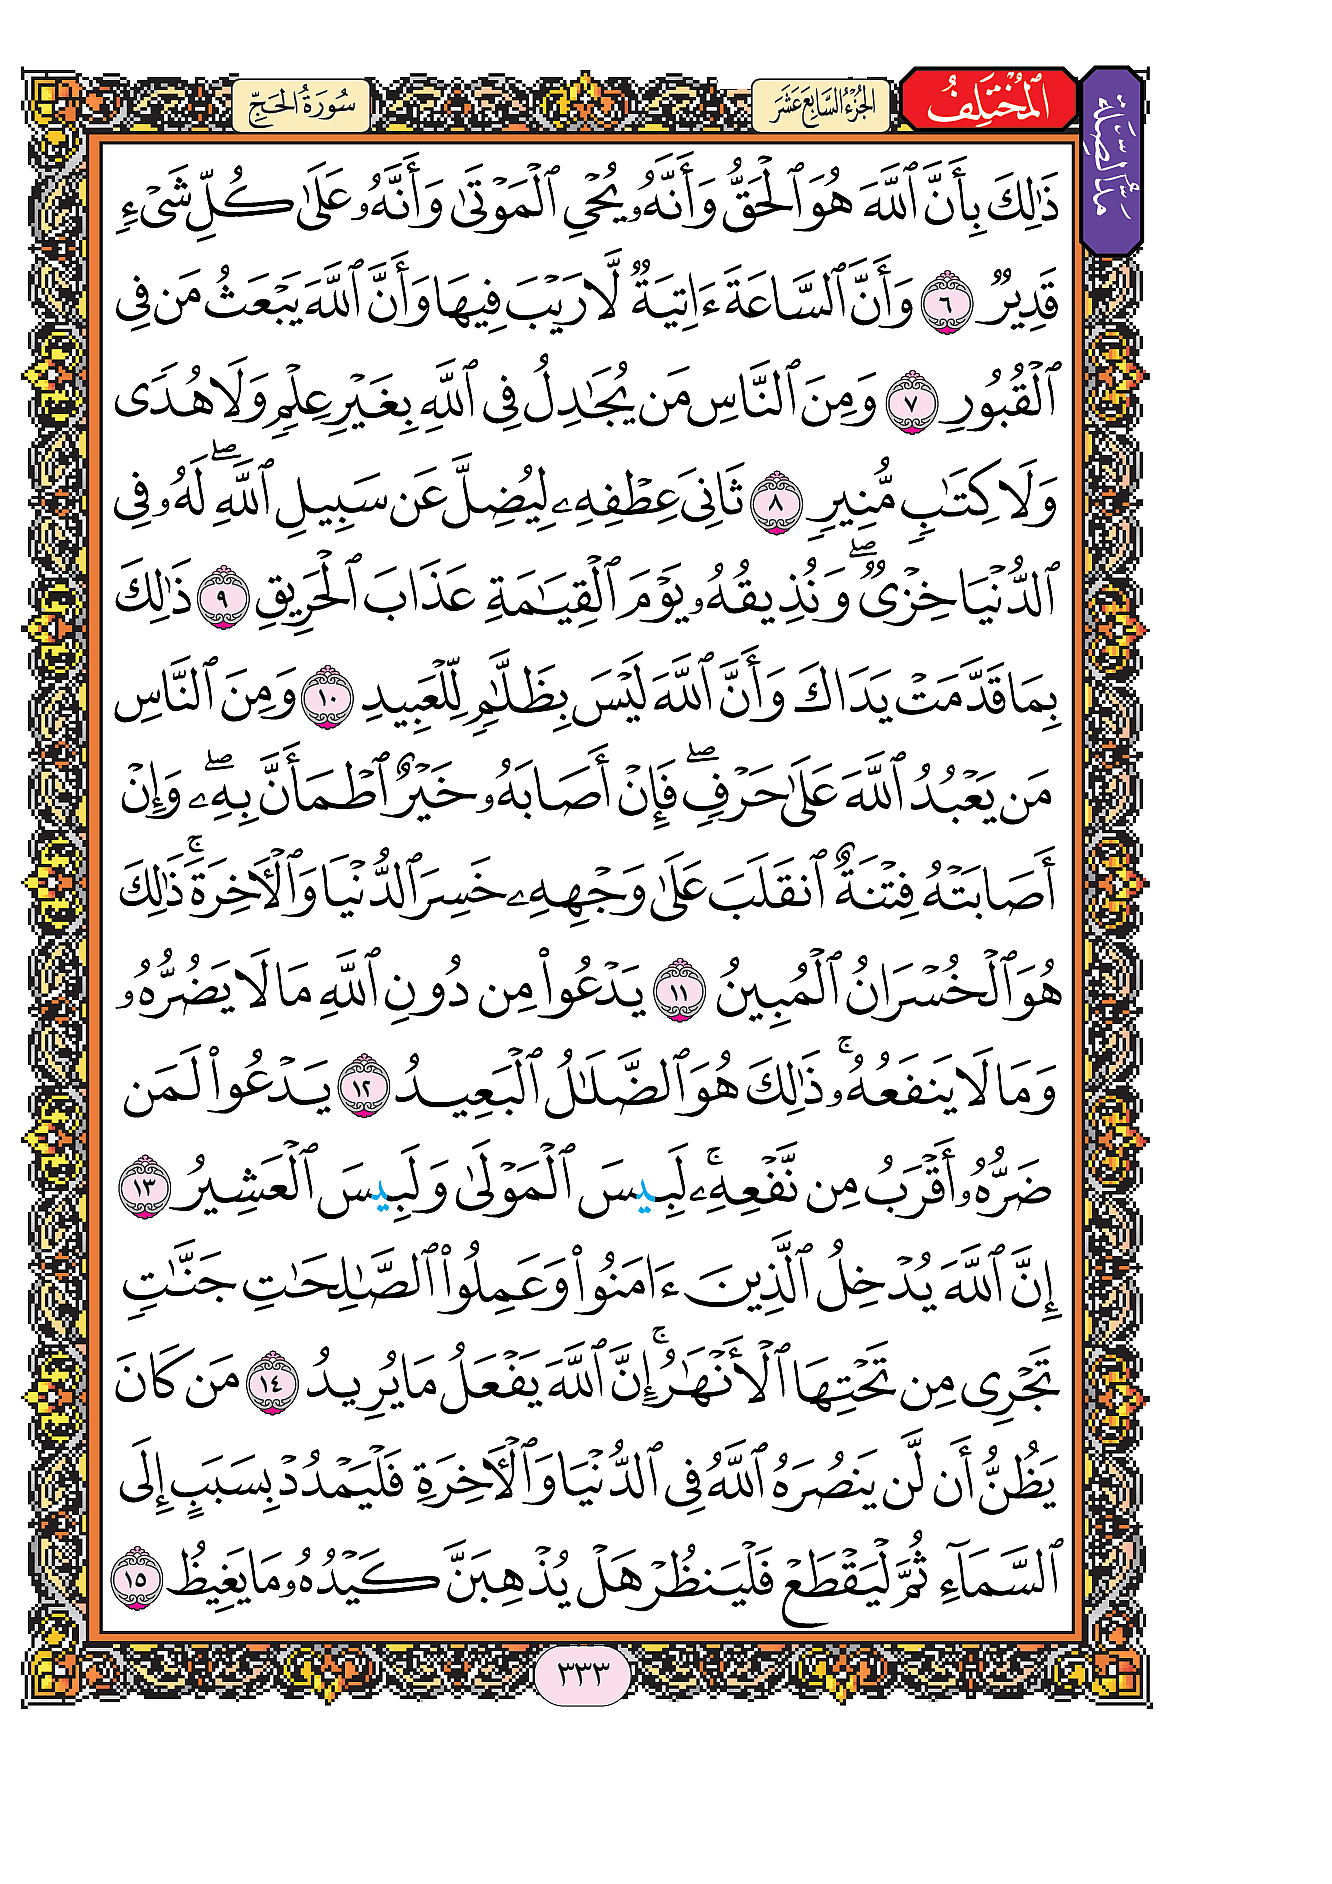 مَدُّ الصِّلَةِ
الْمُخْتَلِفُ
الجُزْءُ السَّابِعَ عَشَرَ
سُورَةُ الحَجِّ
ذَٰلِكَ بِأَنَّ ٱللَّهَ هُوَ ٱلْحَقُّ وَأَنَّهُۥ يُحْىِ ٱلْمَوْتَىٰ وَأَنَّهُۥ عَلَىٰ كُلِّ شَىْءٍ
قَدِيرٌ ٦ وَأَنَّ ٱلسَّاعَةَ ءَاتِيَةٌ لَّا رَيْبَ فِيهَا وَأَنَّ ٱللَّهَ يَبْعَثُ مَن فِى
ٱلْقُبُورِ ٧ وَمِنَ ٱلنَّاسِ مَن يُجَٰدِلُ فِى ٱللَّهِ بِغَيْرِ عِلْمٍ وَلَا هُدًى
وَلَا كِتَٰبٍ مُّنِيرٍ ٨ ثَانِىَ عِطْفِهِۦ لِيُضِلَّ عَن سَبِيلِ ٱللَّهِۖ لَهُۥ فِى
ٱلدُّنْيَا خِزْىٌۖ وَنُذِيقُهُۥ يَوْمَ ٱلْقِيَٰمَةِ عَذَابَ ٱلْحَرِيقِ ٩ ذَٰلِكَ
بِمَا قَدَّمَتْ يَدَاكَ وَأَنَّ ٱللَّهَ لَيْسَ بِظَلَّٰمٍ لِّلْعَبِيدِ ١٠ وَمِنَ ٱلنَّاسِ
مَن يَعْبُدُ ٱللَّهَ عَلَىٰ حَرْفٍۖ فَإِنْ أَصَابَهُۥ خَيْرٌ ٱطْمَأَنَّ بِهِۦۖ وَإِنْ
أَصَابَتْهُ فِتْنَةٌ ٱنقَلَبَ عَلَىٰ وَجْهِهِۦ خَسِرَ ٱلدُّنْيَا وَٱلْأَخِرَةَۚ ذَٰلِكَ
هُوَ ٱلْخُسْرَانُ ٱلْمُبِينُ ١١ يَدْعُوا۟ مِن دُونِ ٱللَّهِ مَا لَا يَضُرُّهُۥ
وَمَا لَا يَنفَعُهُۥۚ ذَٰلِكَ هُوَ ٱلضَّلَٰلُ ٱلْبَعِيدُ ١٢ يَدْعُوا۟ لَمَن
ضَرُّهُۥ أَقْرَبُ مِن نَّفْعِهِۦۚ لَبِيسَ ٱلْمَوْلَىٰ وَلَبِيسَ ٱلْعَشِيرُ ١٣
إِنَّ ٱللَّهَ يُدْخِلُ ٱلَّذِينَ ءَامَنُوا۟ وَعَمِلُوا۟ ٱلصَّٰلِحَٰتِ جَنَّٰتٍ
تَجْرِى مِن تَحْتِهَا ٱلْأَنْهَٰرُۚ إِنَّ ٱللَّهَ يَفْعَلُ مَا يُرِيدُ ١٤ مَن كَانَ
يَظُنُّ أَن لَّن يَنصُرَهُ ٱللَّهُ فِى ٱلدُّنْيَا وَٱلْأَخِرَةِ فَلْيَمْدُدْ بِسَبَبٍ إِلَى
ٱلسَّمَآءِ ثُمَّ لْيَقْطَعْ فَلْيَنظُرْ هَلْ يُذْهِبَنَّ كَيْدُهُۥ مَا يَغِيظُ ١٥
٣٣٣